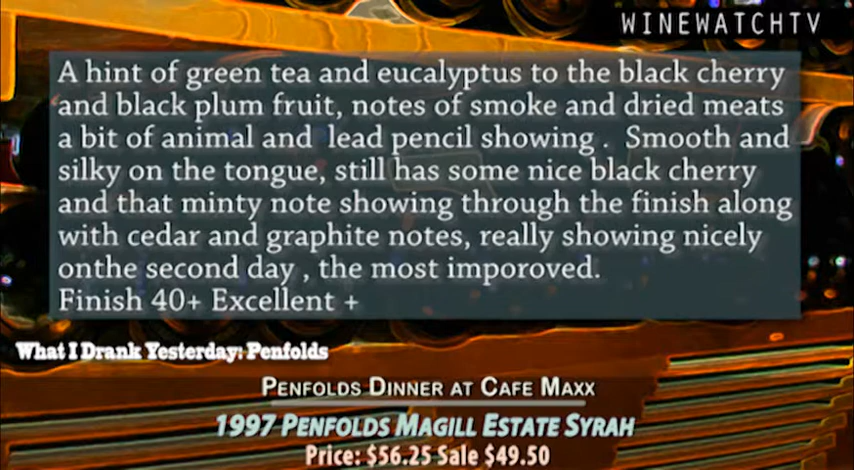 WINEWATCHTV
A hint of green tea and eucalyptus to the black cherry
and black plum fruit, notes of smoke and dried meats
a bit of animal and lead pencil showing . Smooth and
silky on the tongue, still has some nice black cherry
and that minty note showing through the finish along
with cedar and graphite notes, really showing nicely
onthe second day , the most imporoved.
Finish 40+ Excellent +
What I Drank Yesterday: Penfolds
PENFOLDS DINNER AT CAFE MAXX
1997 PENFOLDS MAGILL ESTATE SYRAH
Price: $56.25 Sale $49.50